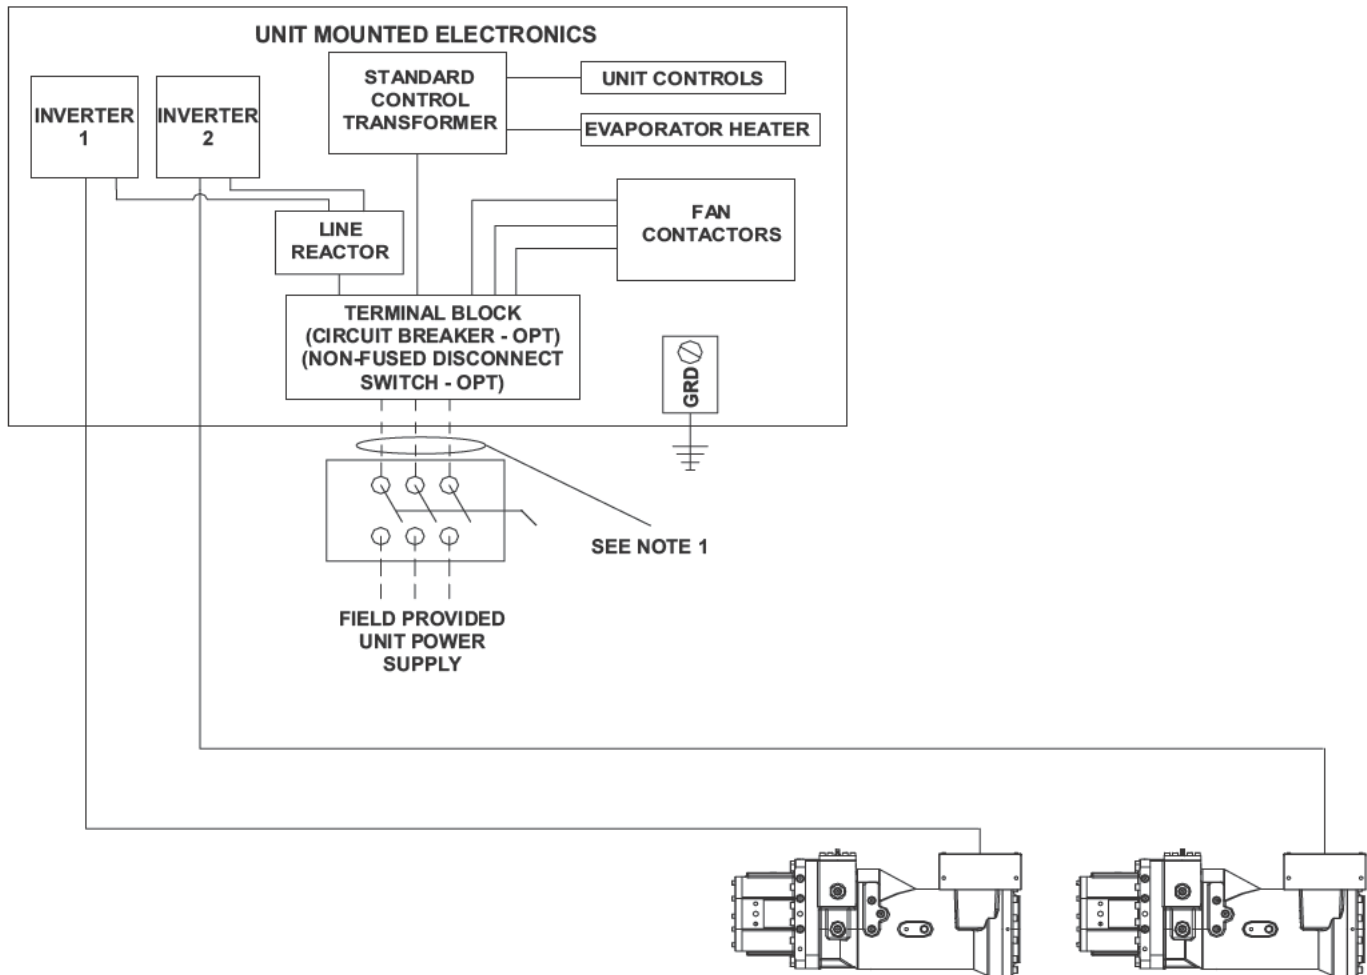 UNIT MOUNTED ELECTRONICS
INVERTER
1
INVERTER
2
STANDARD
CONTROL
TRANSFORMER
UNIT CONTROLS
EVAPORATOR HEATER
LINE
REACTOR
FAN
CONTACTORS
TERMINAL BLOCK
(CIRCUIT BREAKER - OPT)
(NON-FUSED DISCONNECT
SWITCH - OPT)
GRD
SEE NOTE 1
FIELD PROVIDED
UNIT POWER
SUPPLY